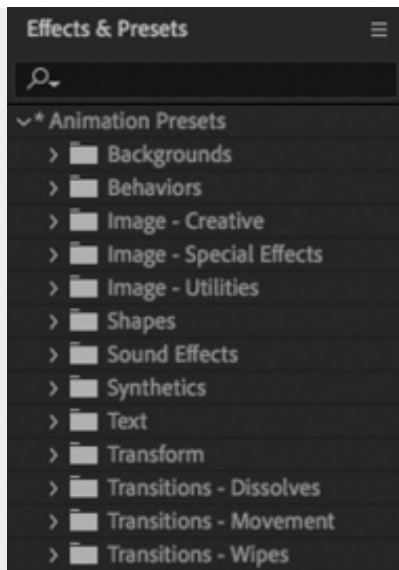 Effects & Presets
* Animation Presets
Backgrounds
Behaviors
Image - Creative
Image - Special Effects
Image - Utilities
Shapes
Sound Effects
Synthetics
Text
Transform
Transitions - Dissolves
Transitions - Movement
Transitions - Wipes